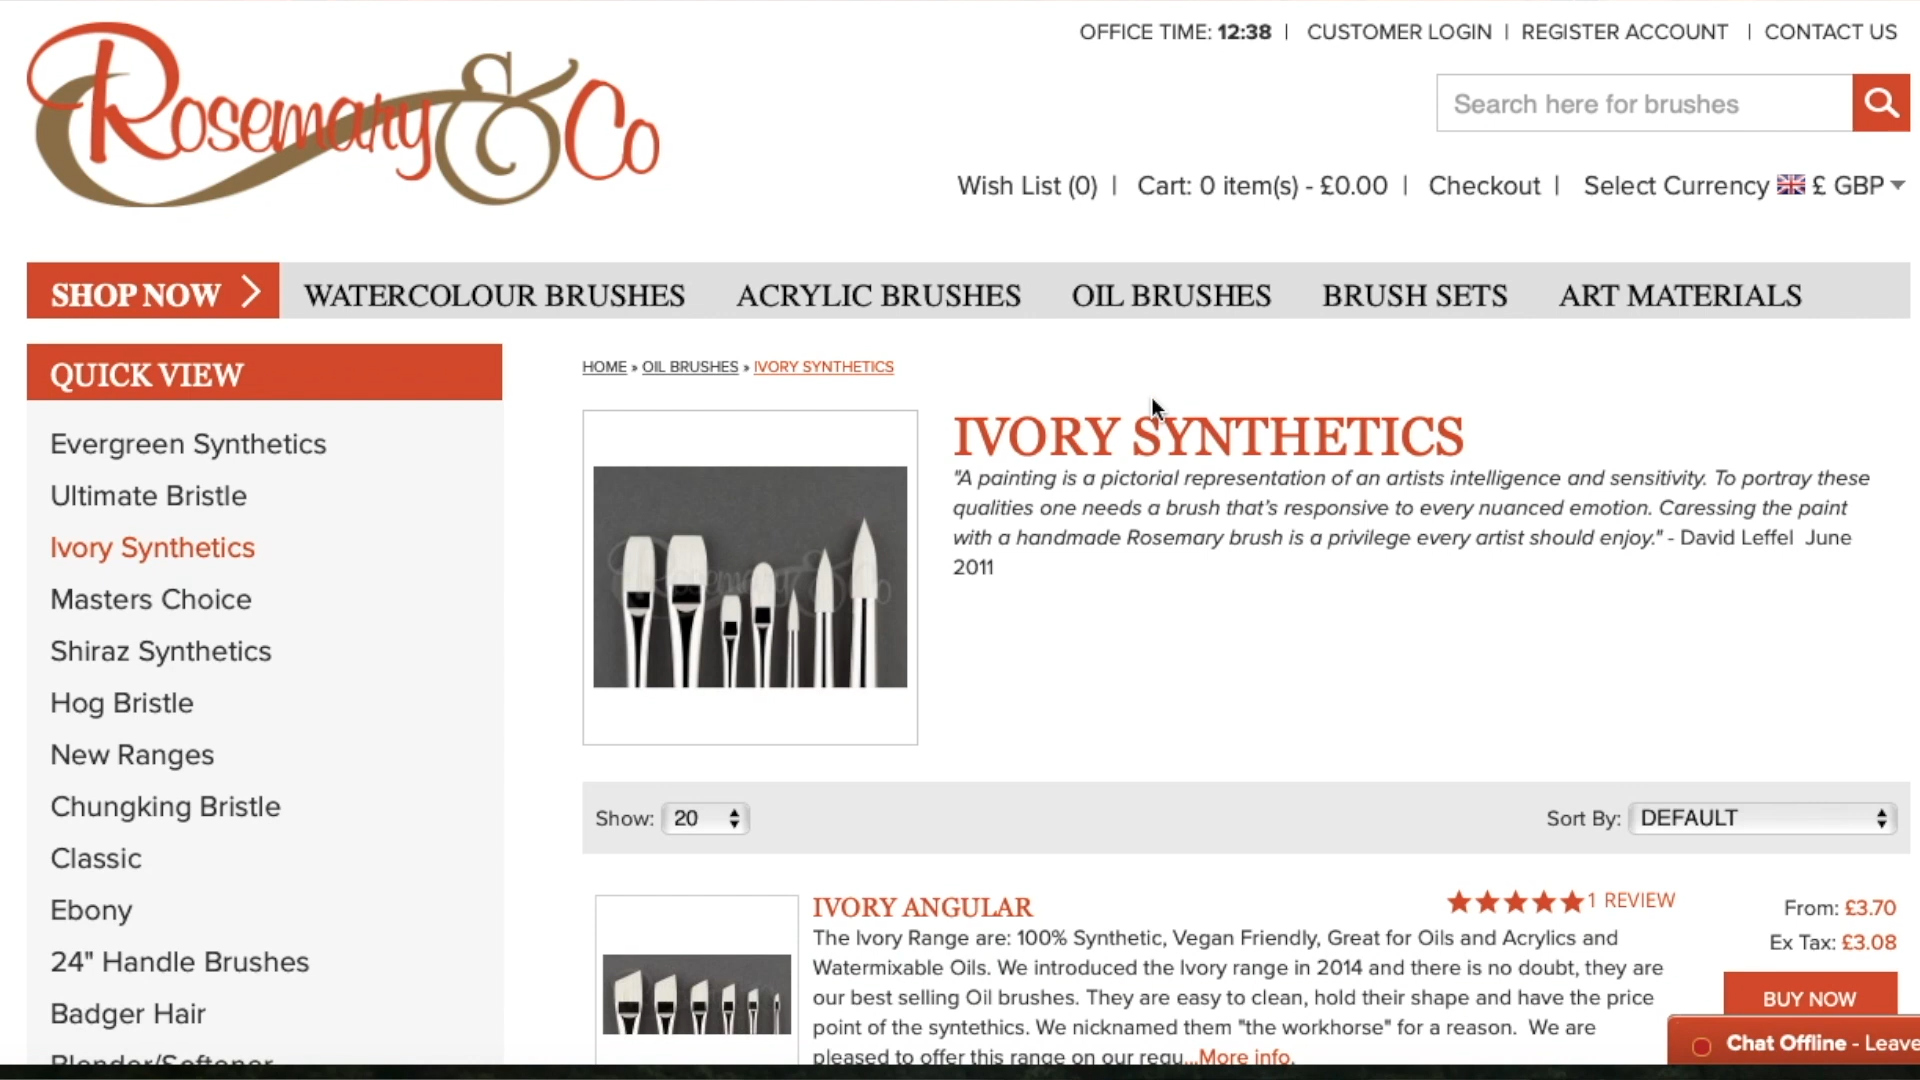 Rosemary & Co
OFFICE TIME: 12:38 | CUSTOMER LOGIN | REGISTER ACCOUNT | CONTACT US
Search here for brushes
Wish List (0) | Cart: 0 item(s) - £0.00 | Checkout | Select Currency £ GBP
SHOP NOW WATERCOLOUR BRUSHES ACRYLIC BRUSHES OIL BRUSHES BRUSH SETS ART MATERIALS
QUICK VIEW
Evergreen Synthetics
Ultimate Bristle
Ivory Synthetics
Masters Choice
Shiraz Synthetics
Hog Bristle
New Ranges
Chungking Bristle
Classic
Ebony
24" Handle Brushes
Badger Hair
Blender/Softener
HOME » OIL BRUSHES » IVORY SYNTHETICS
Rosemary & Co
IVORY SYNTHETICS
"A painting is a pictorial representation of an artists intelligence and sensitivity. To portray these
qualities one needs a brush that's responsive to every nuanced emotion. Caressing the paint
with a handmade Rosemary brush is a privilege every artist should enjoy." - David Leffel June
2011
Show: 20
Sort By: DEFAULT
IVORY ANGULAR
1 REVIEW
The Ivory Range are: 100% Synthetic, Vegan Friendly, Great for Oils and Acrylics and
Watermixable Oils. We introduced the Ivory range in 2014 and there is no doubt, they are
our best selling Oil brushes. They are easy to clean, hold their shape and have the price
point of the syntethics. We nicknamed them "the workhorse" for a reason. We are
pleased to offer this range on our requ...More info.
From: £3.70
Ex Tax: £3.08
BUY NOW
Chat Offline - Leave